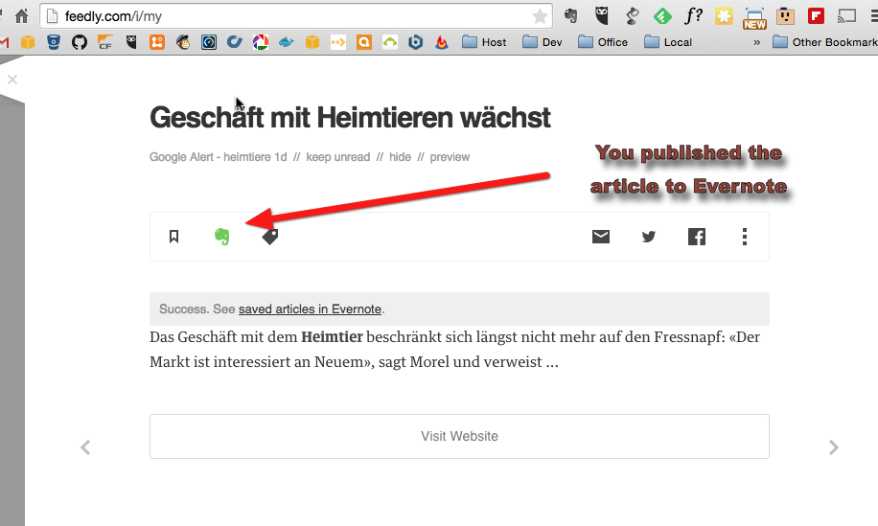 feedly.com/i/my
f?
NEW
CF
Host
Dev
Office
Local
»
Other Bookmark
Geschäft mit Heimtieren wächst
Google Alert - heimtiere 1d // keep unread // hide // preview
You published the
article to Evernote
Success. See saved articles in Evernote.
Das Geschäft mit dem Heimtier beschränkt sich längst nicht mehr auf den Fressnapf: «Der
Markt ist interessiert an Neuem», sagt Morel und verweist ...
Visit Website